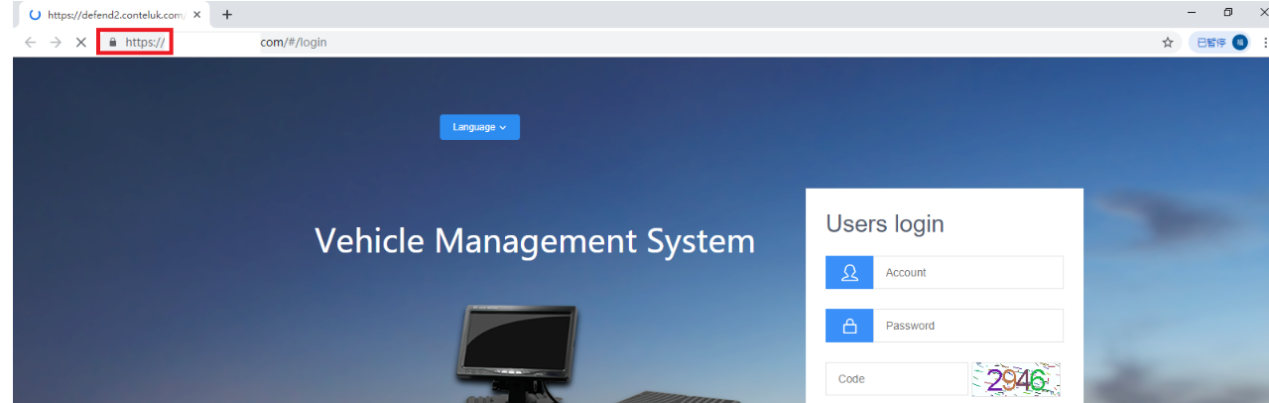 https://defend2.conteluk.com/
https:// com/#/login
已暂停
Language
Vehicle Management System
Users login
Account
Password
Code
2946